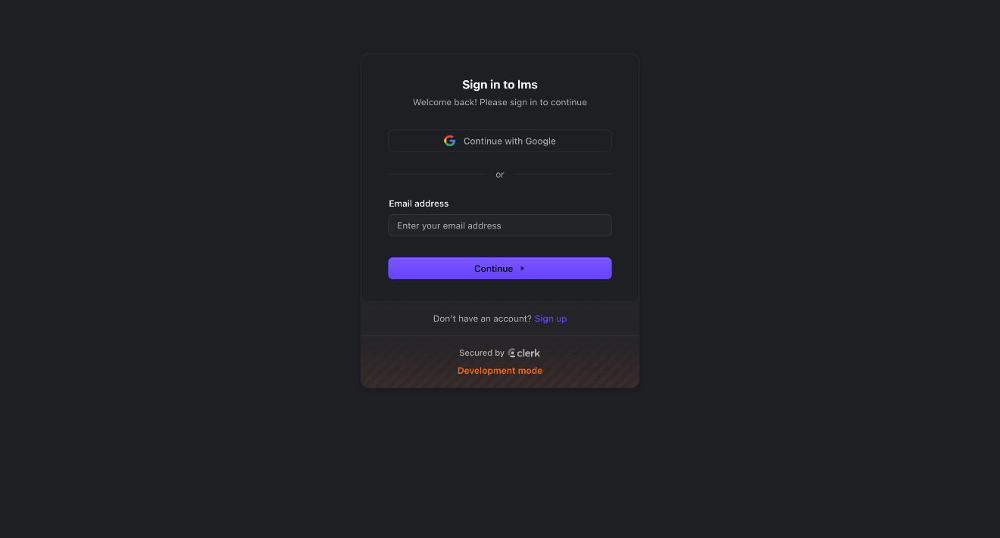 Sign in to lms
Welcome back! Please sign in to continue
Continue with Google
or
Email address
Enter your email address
Continue
Don't have an account? Sign up
Secured by clerk
Development mode